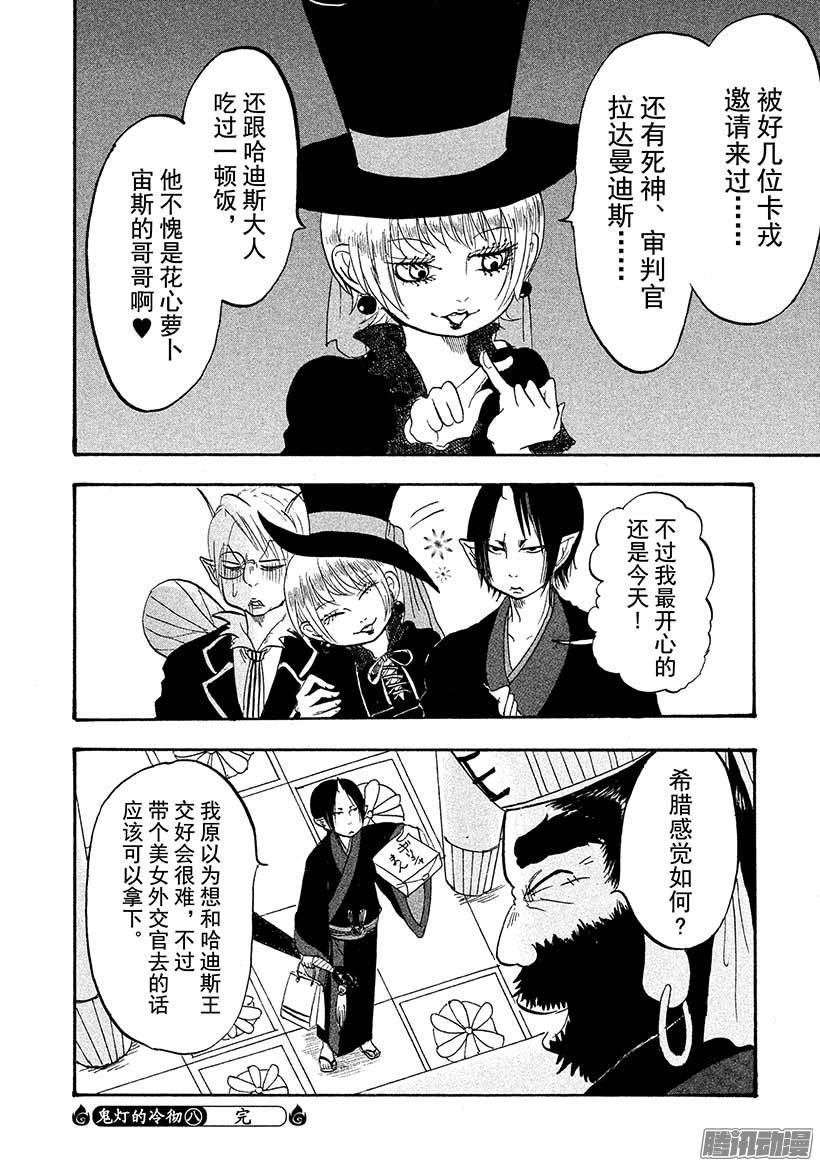 被好几位卡戎
邀请来过……
还有死神、审判官
拉达曼迪斯……
还跟哈迪斯大人
吃过一顿饭，
他不愧是花心萝卜
宙斯的哥哥啊♥
不过我最开心的
还是今天！
希腊感觉如何？
我原以为想和哈迪斯王
交好会很难，不过
带个美女外交官去的话
应该可以拿下。
王
鬼灯的冷彻 八 完
腾讯动漫